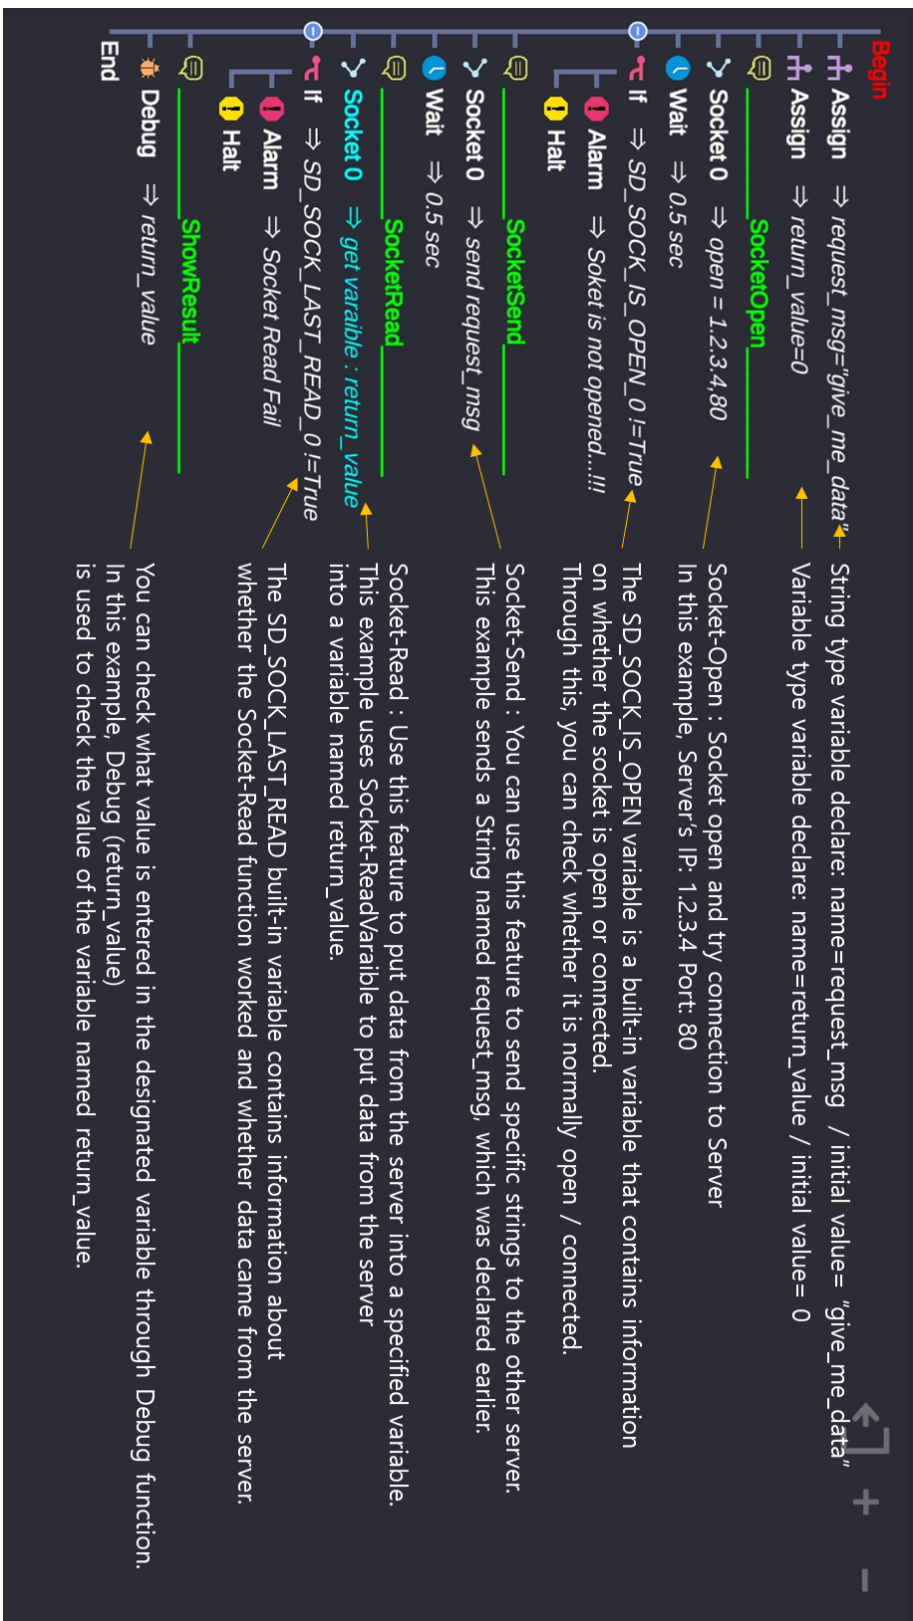 Begin
Assign ⇒ request_msg="give_me_data"
String type variable declare: name=request_msg / initial value= "give_me_data"
Assign ⇒ return_value=0
Variable type variable declare: name=return_value / initial value= 0
SocketOpen
Socket 0 ⇒ open = 1.2.3.4,80
Socket-Open : Socket open and try connection to Server
In this example, Server's IP: 1.2.3.4 Port: 80
Wait ⇒ 0.5 sec
If ⇒ SD_SOCK_IS_OPEN_0 !=True
The SD_SOCK_IS_OPEN variable is a built-in variable that contains information
on whether the socket is open or connected.
Through this, you can check whether it is normally open / connected.
Alarm ⇒ Soket is not opened...!!!
Halt
SocketSend
Socket 0 ⇒ send request_msg
Socket-Send : You can use this feature to send specific strings to the other server.
This example sends a String named request_msg, which was declared earlier.
Wait ⇒ 0.5 sec
SocketRead
Socket 0 ⇒ get varaible : return_value
Socket-Read : Use this feature to put data from the server into a specified variable.
This example uses Socket-ReadVaraible to put data from the server
into a variable named return_value.
If ⇒ SD_SOCK_LAST_READ_0 !=True
The SD_SOCK_LAST_READ built-in variable contains information about
whether the Socket-Read function worked and whether data came from the server.
Alarm ⇒ Socket Read Fail
Halt
ShowResult
Debug ⇒ return_value
You can check what value is entered in the designated variable through Debug function.
In this example, Debug (return_value)
is used to check the value of the variable named return_value.
End